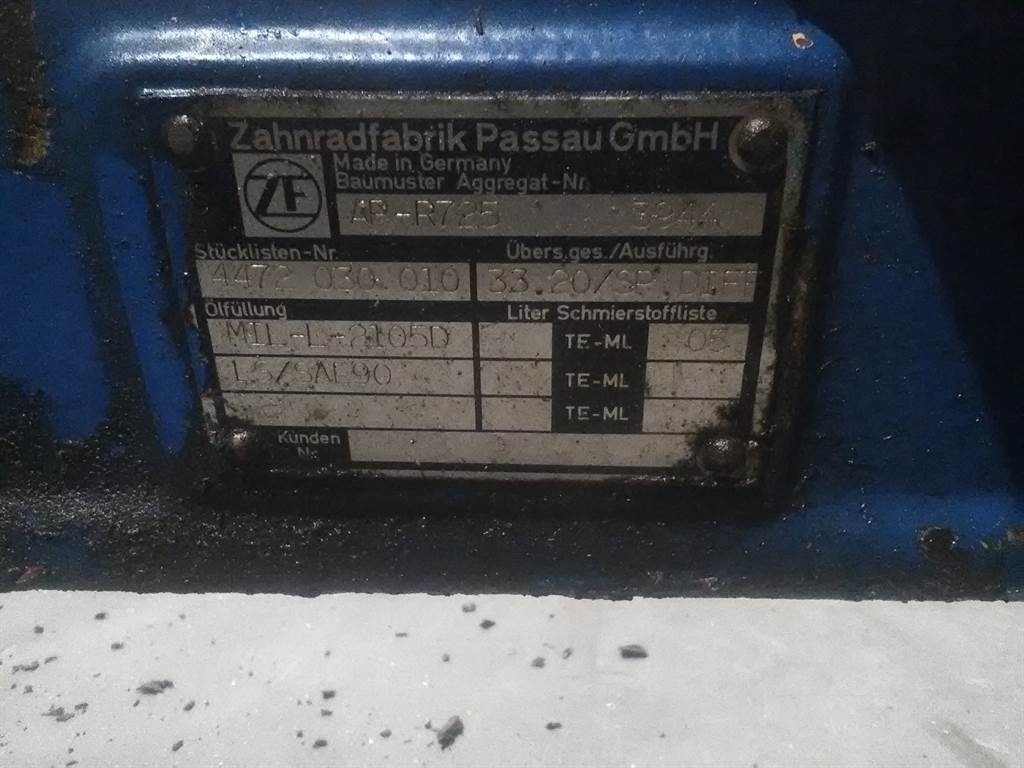 Zahnradfabrik Passau GmbH
ZF
Made in Germany
Baumuster Aggregat-Nr.
AP-R725 3944
Stücklisten-Nr. Übers.ges./Ausführg.
4472 030 010 33.20/SP.DIFF
Ölfüllung Liter Schmierstoffliste
MIL-L-2105D TE-ML 05
LS/SAE90 TE-ML
TE-ML
Kunden
Nr.